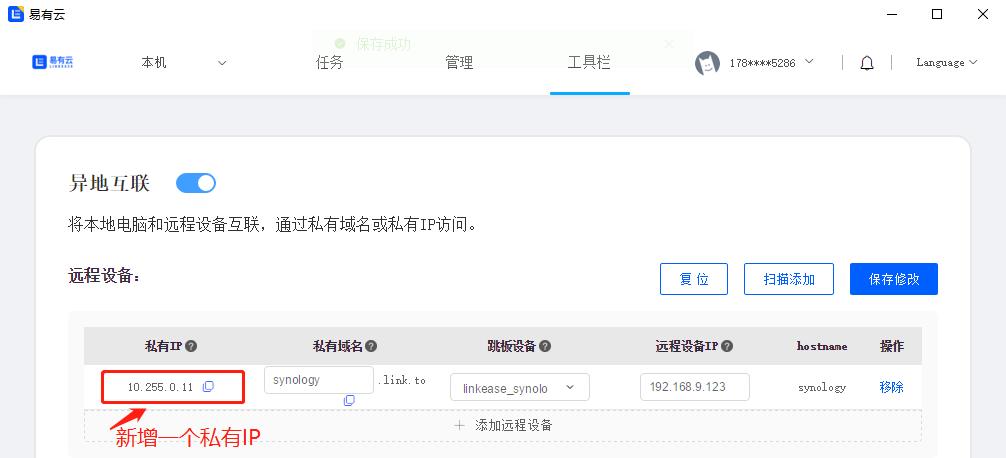 易有云
保存成功
易有云
LINKEASE
本机
任务
管理
工具栏
178****5286
Language
异地互联
将本地电脑和远程设备互联，通过私有域名或私有IP访问。
远程设备：
复 位
扫描添加
保存修改
私有IP
私有域名
跳板设备
远程设备IP
hostname
操作
10.255.0.11
synology
.link.to
linkease_synolo
192.168.9.123
synology
移除
+ 添加远程设备
新增一个私有IP